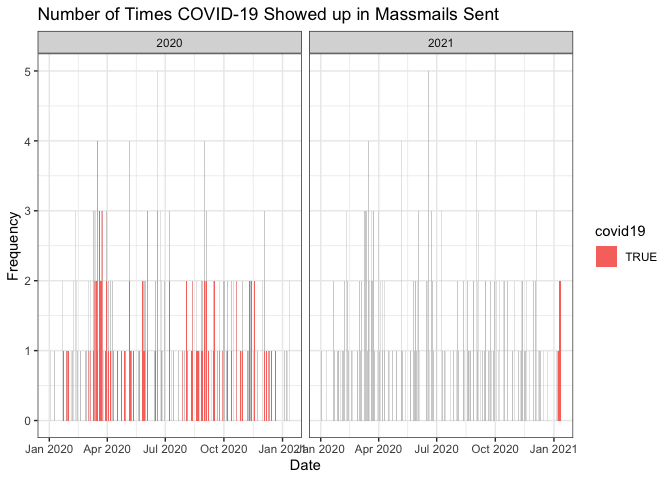 Number of Times COVID-19 Showed up in Massmails Sent
2020
2021
Frequency
5
4
3
2
1
0
covid19
TRUE
Jan 2020 Apr 2020 Jul 2020 Oct 2020 Jan 2021
Jan 2020 Apr 2020 Jul 2020 Oct 2020 Jan 2021
Date